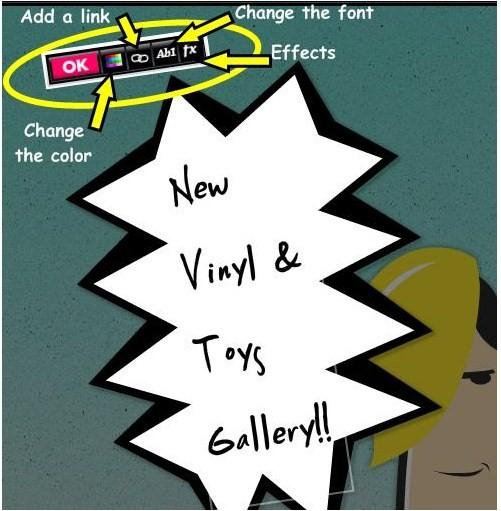 Add a link
Change the font
OK
Ab1
fx
Effects
Change
the color
New
Vinyl &
Toys
Gallery!!